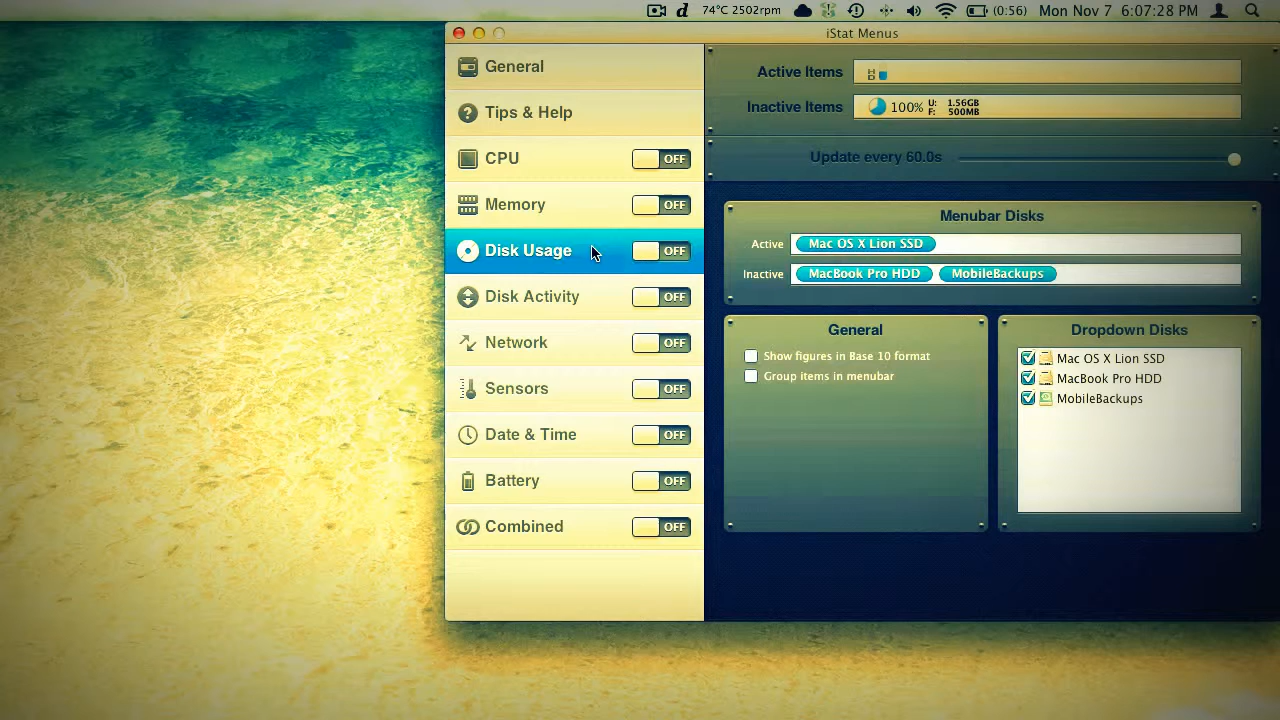 d 74°C 2502rpm (0:56) Mon Nov 7 6:07:28 PM
iStat Menus
General
Tips & Help
CPU OFF
Memory OFF
Disk Usage OFF
Disk Activity OFF
Network OFF
Sensors OFF
Date & Time OFF
Battery OFF
Combined OFF
Active Items HD
Inactive Items 100% U: 1.56GB
F: 500MB
Update every 60.0s
Menubar Disks
Active Mac OS X Lion SSD
Inactive MacBook Pro HDD MobileBackups
General
Show figures in Base 10 format
Group items in menubar
Dropdown Disks
Mac OS X Lion SSD
MacBook Pro HDD
MobileBackups